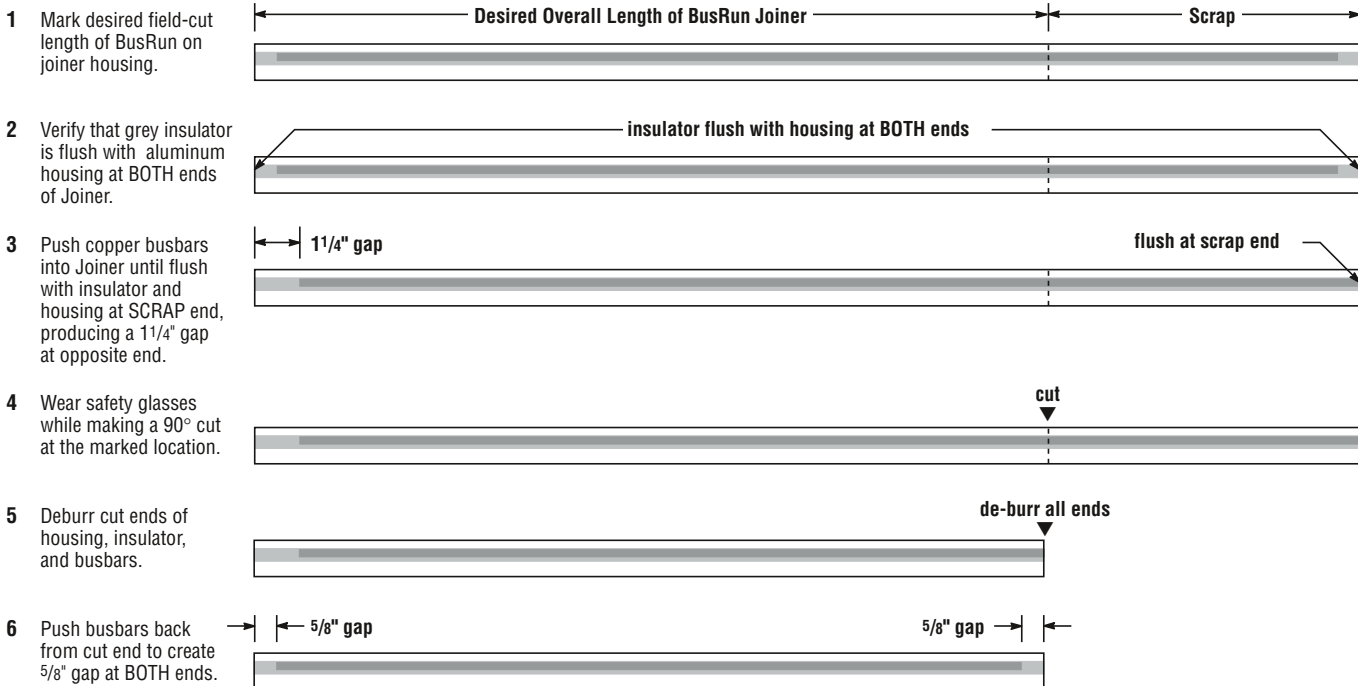 1 Mark desired field-cut
length of BusRun on
joiner housing.
Desired Overall Length of BusRun Joiner
Scrap
2 Verify that grey insulator
is flush with aluminum
housing at BOTH ends
of Joiner.
insulator flush with housing at BOTH ends
3 Push copper busbars
into Joiner until flush
with insulator and
housing at SCRAP end,
producing a 11/4" gap
at opposite end.
11/4" gap
flush at scrap end
4 Wear safety glasses
while making a 90° cut
at the marked location.
cut
5 Deburr cut ends of
housing, insulator,
and busbars.
de-burr all ends
6 Push busbars back
from cut end to create
5/8" gap at BOTH ends.
5/8" gap
5/8" gap